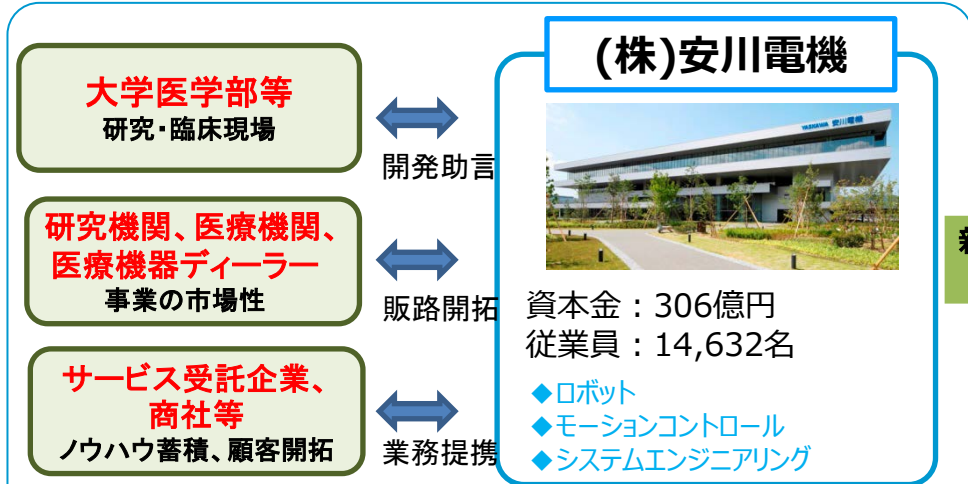 大学医学部等
研究・臨床現場
開発助言
研究機関、医療機関、
医療機器ディーラー
事業の市場性
販路開拓
サービス受託企業、
商社等
ノウハウ蓄積、顧客開拓
業務提携
(株)安川電機
YASKAWA 安川電機
資本金：306億円
従業員：14,632名
◆ロボット
◆モーションコントロール
◆システムエンジニアリング